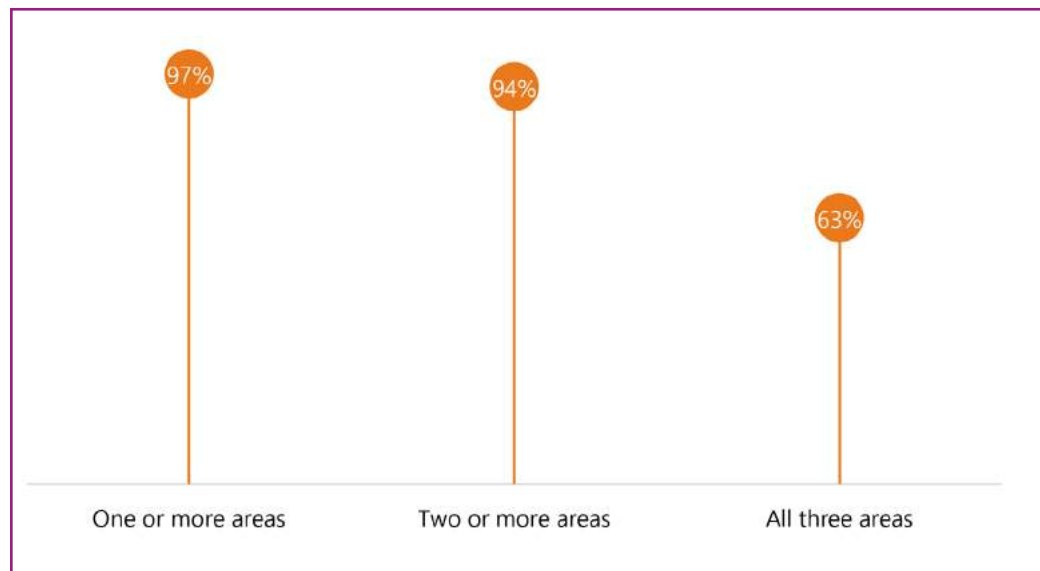 97%
94%
63%
One or more areas
Two or more areas
All three areas